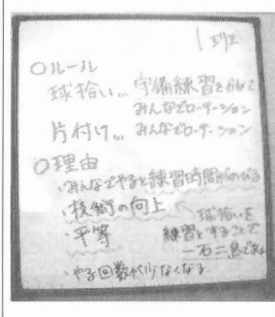 1班
○ルール
球拾い… 守備練習をかねて
みんなでローテーション
片付け… みんなでローテーション
○理由
・みんなでやると練習時間がのびる
・技術の向上
・平等
球拾いを
練習とすることで
一石二鳥である
・やる回数が少なくなる